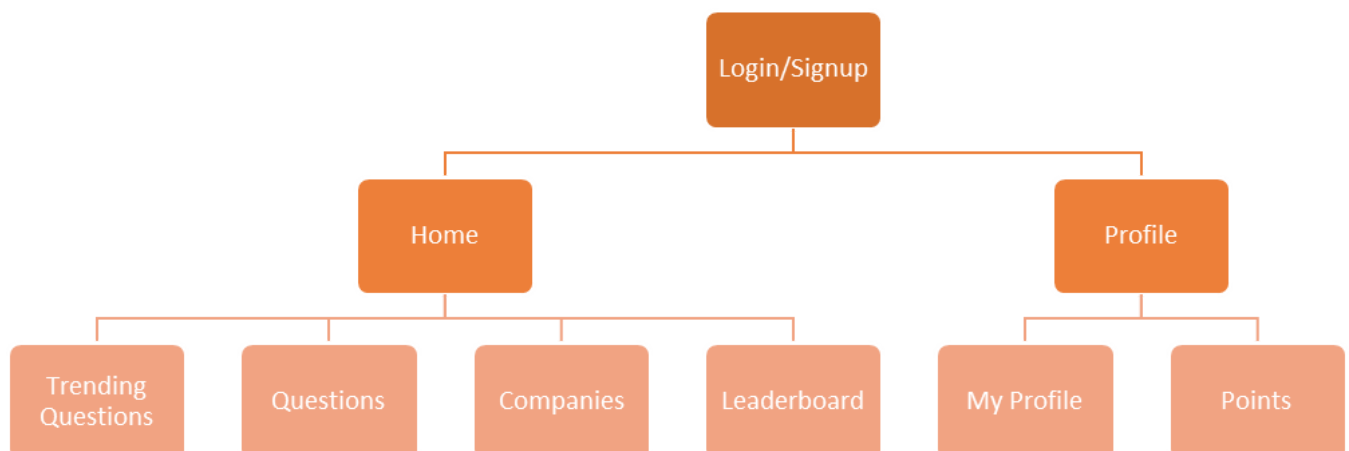 Login/Signup
Home
Profile
Trending
Questions
Questions
Companies
Leaderboard
My Profile
Points